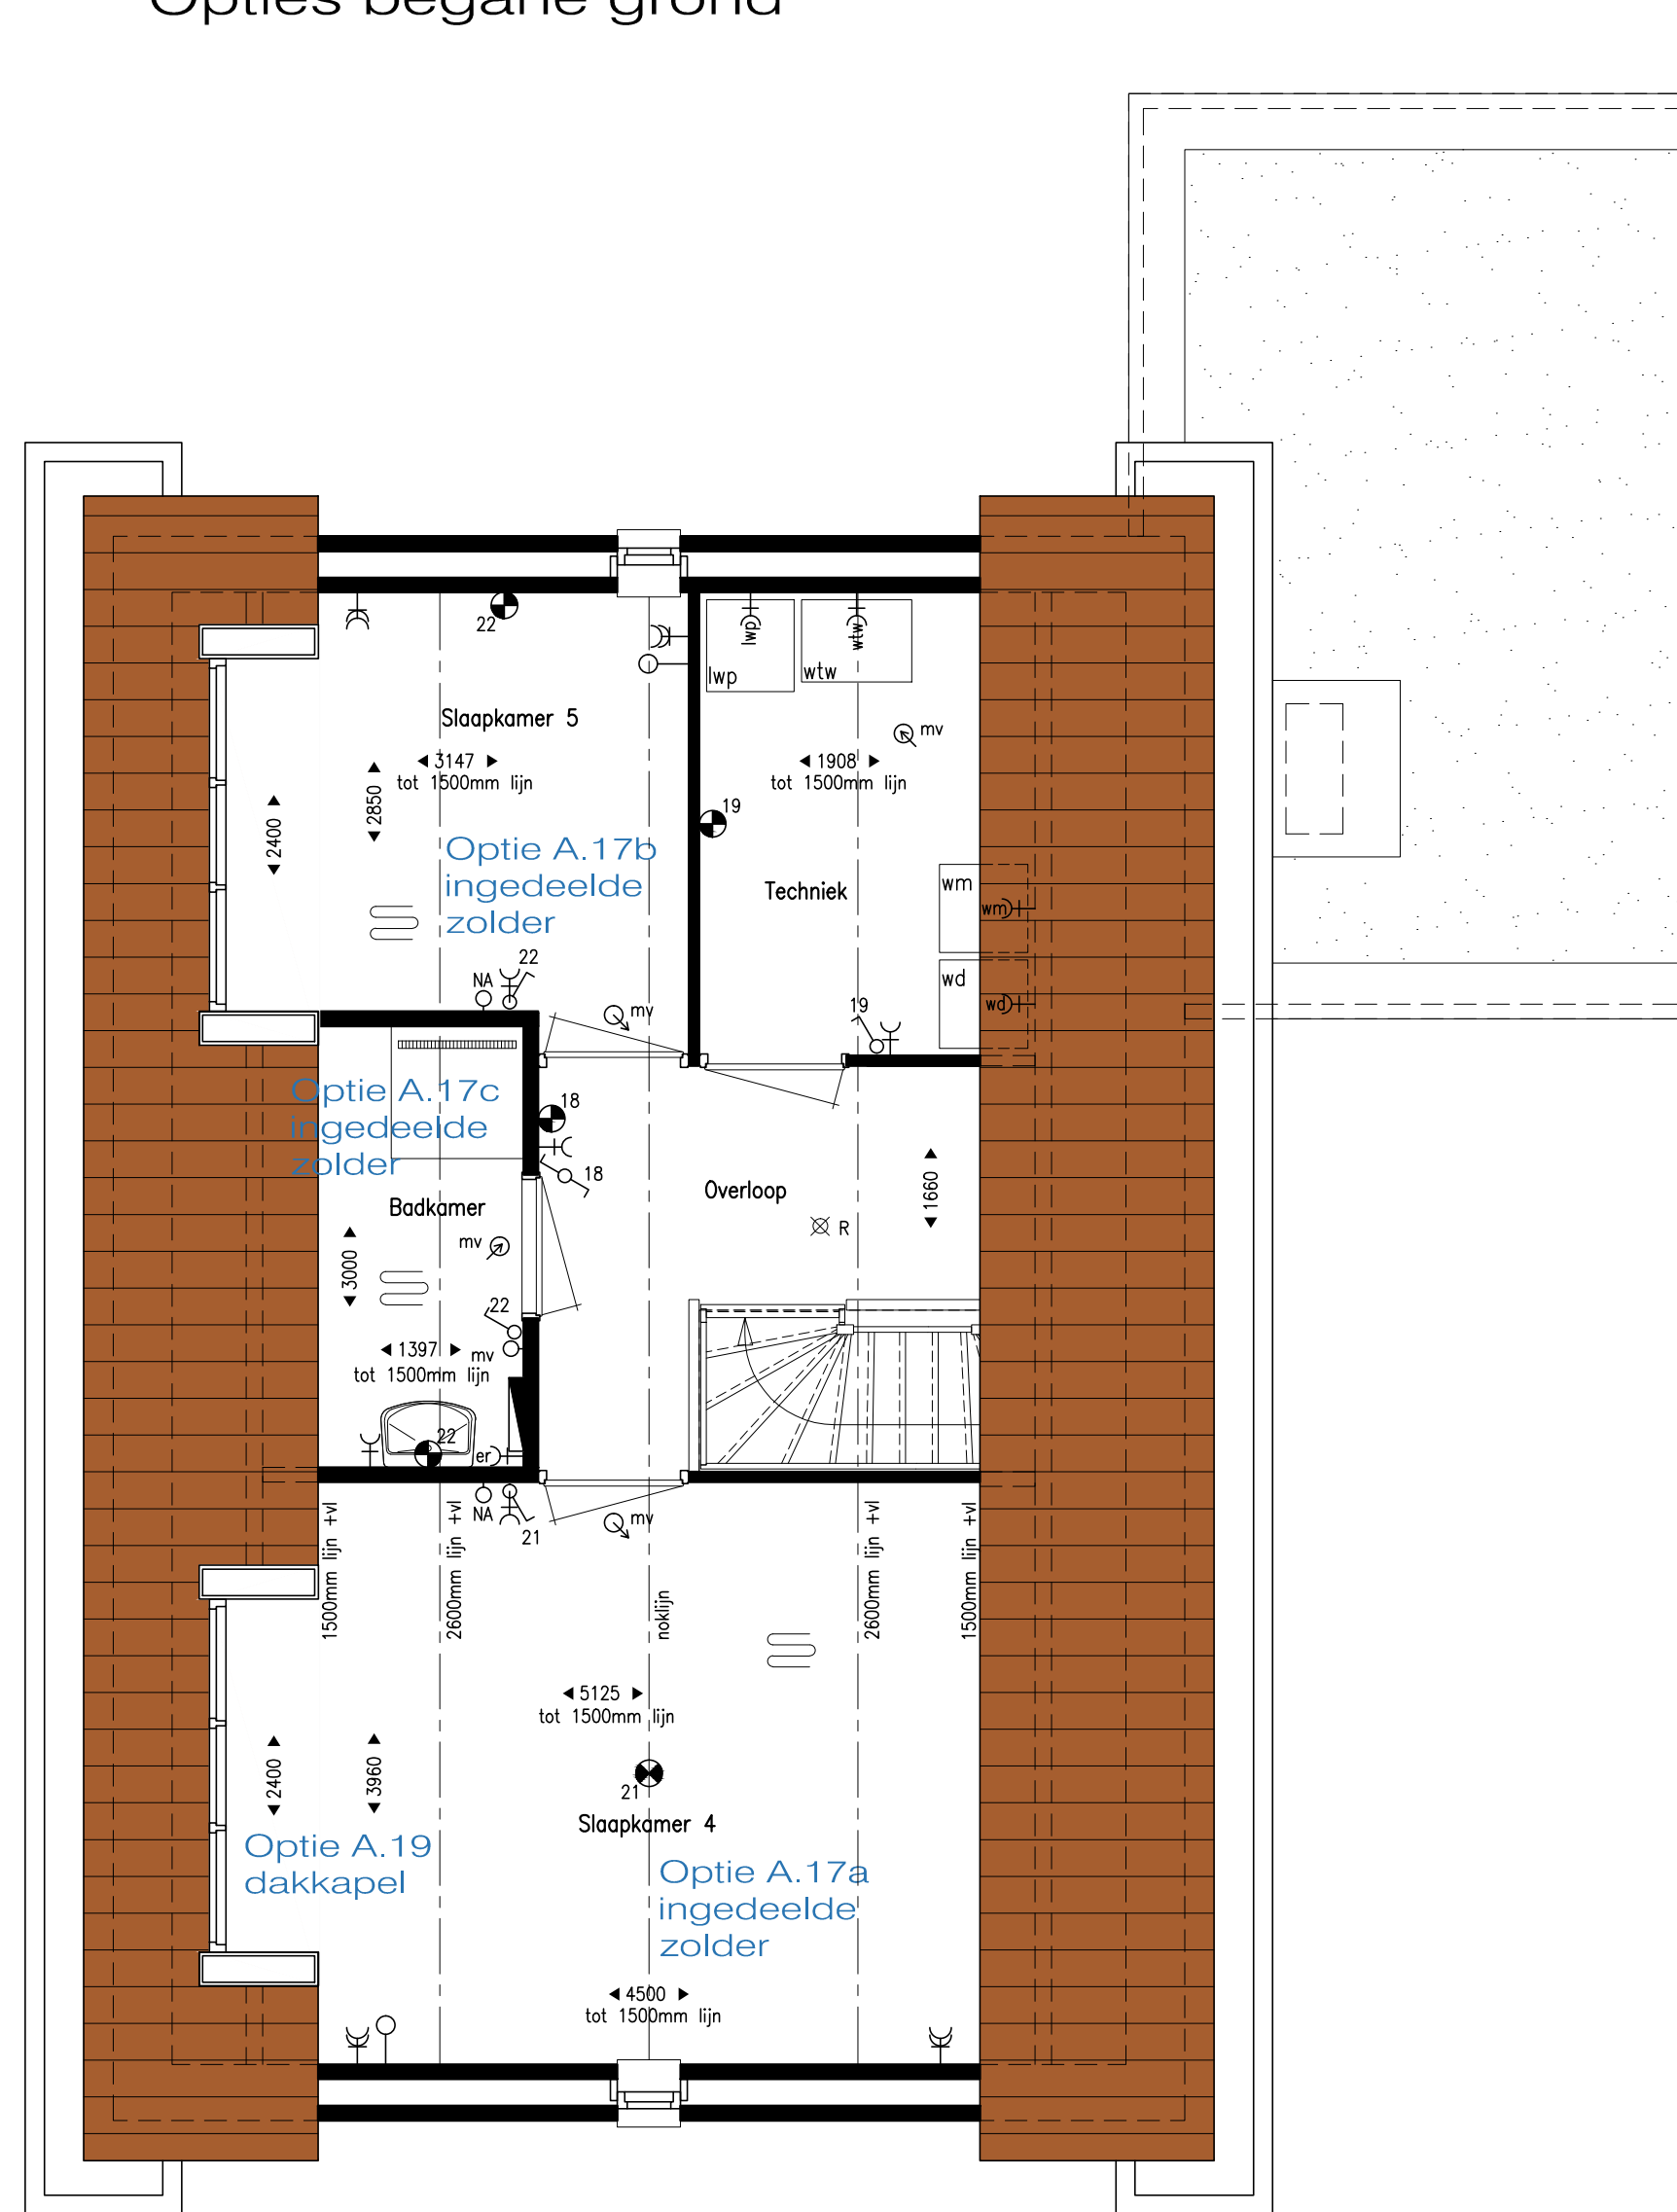 Opties begane grond
22
lwp
lwp
wtw
wtw
Slaapkamer 5
3147
tot 1500mm lijn
2850
2400
mv
1908
tot 1500mm lijn
19
Optie A.17b
ingedeelde
zolder
Techniek
wm
wm
wd
wd
NA
22
mv
19
Optie A.17c
ingedeelde
zolder
18
18
Badkamer
Overloop
1660
R
mv
3000
22
1397
tot 1500mm lijn
mv
22
er
NA
21
mv
1500mm lijn +vl
2600mm lijn +vl
noklijn
2600mm lijn +vl
1500mm lijn +vl
5125
tot 1500mm lijn
2400
3960
21
Slaapkamer 4
Optie A.19
dakkapel
Optie A.17a
ingedeelde
zolder
4500
tot 1500mm lijn